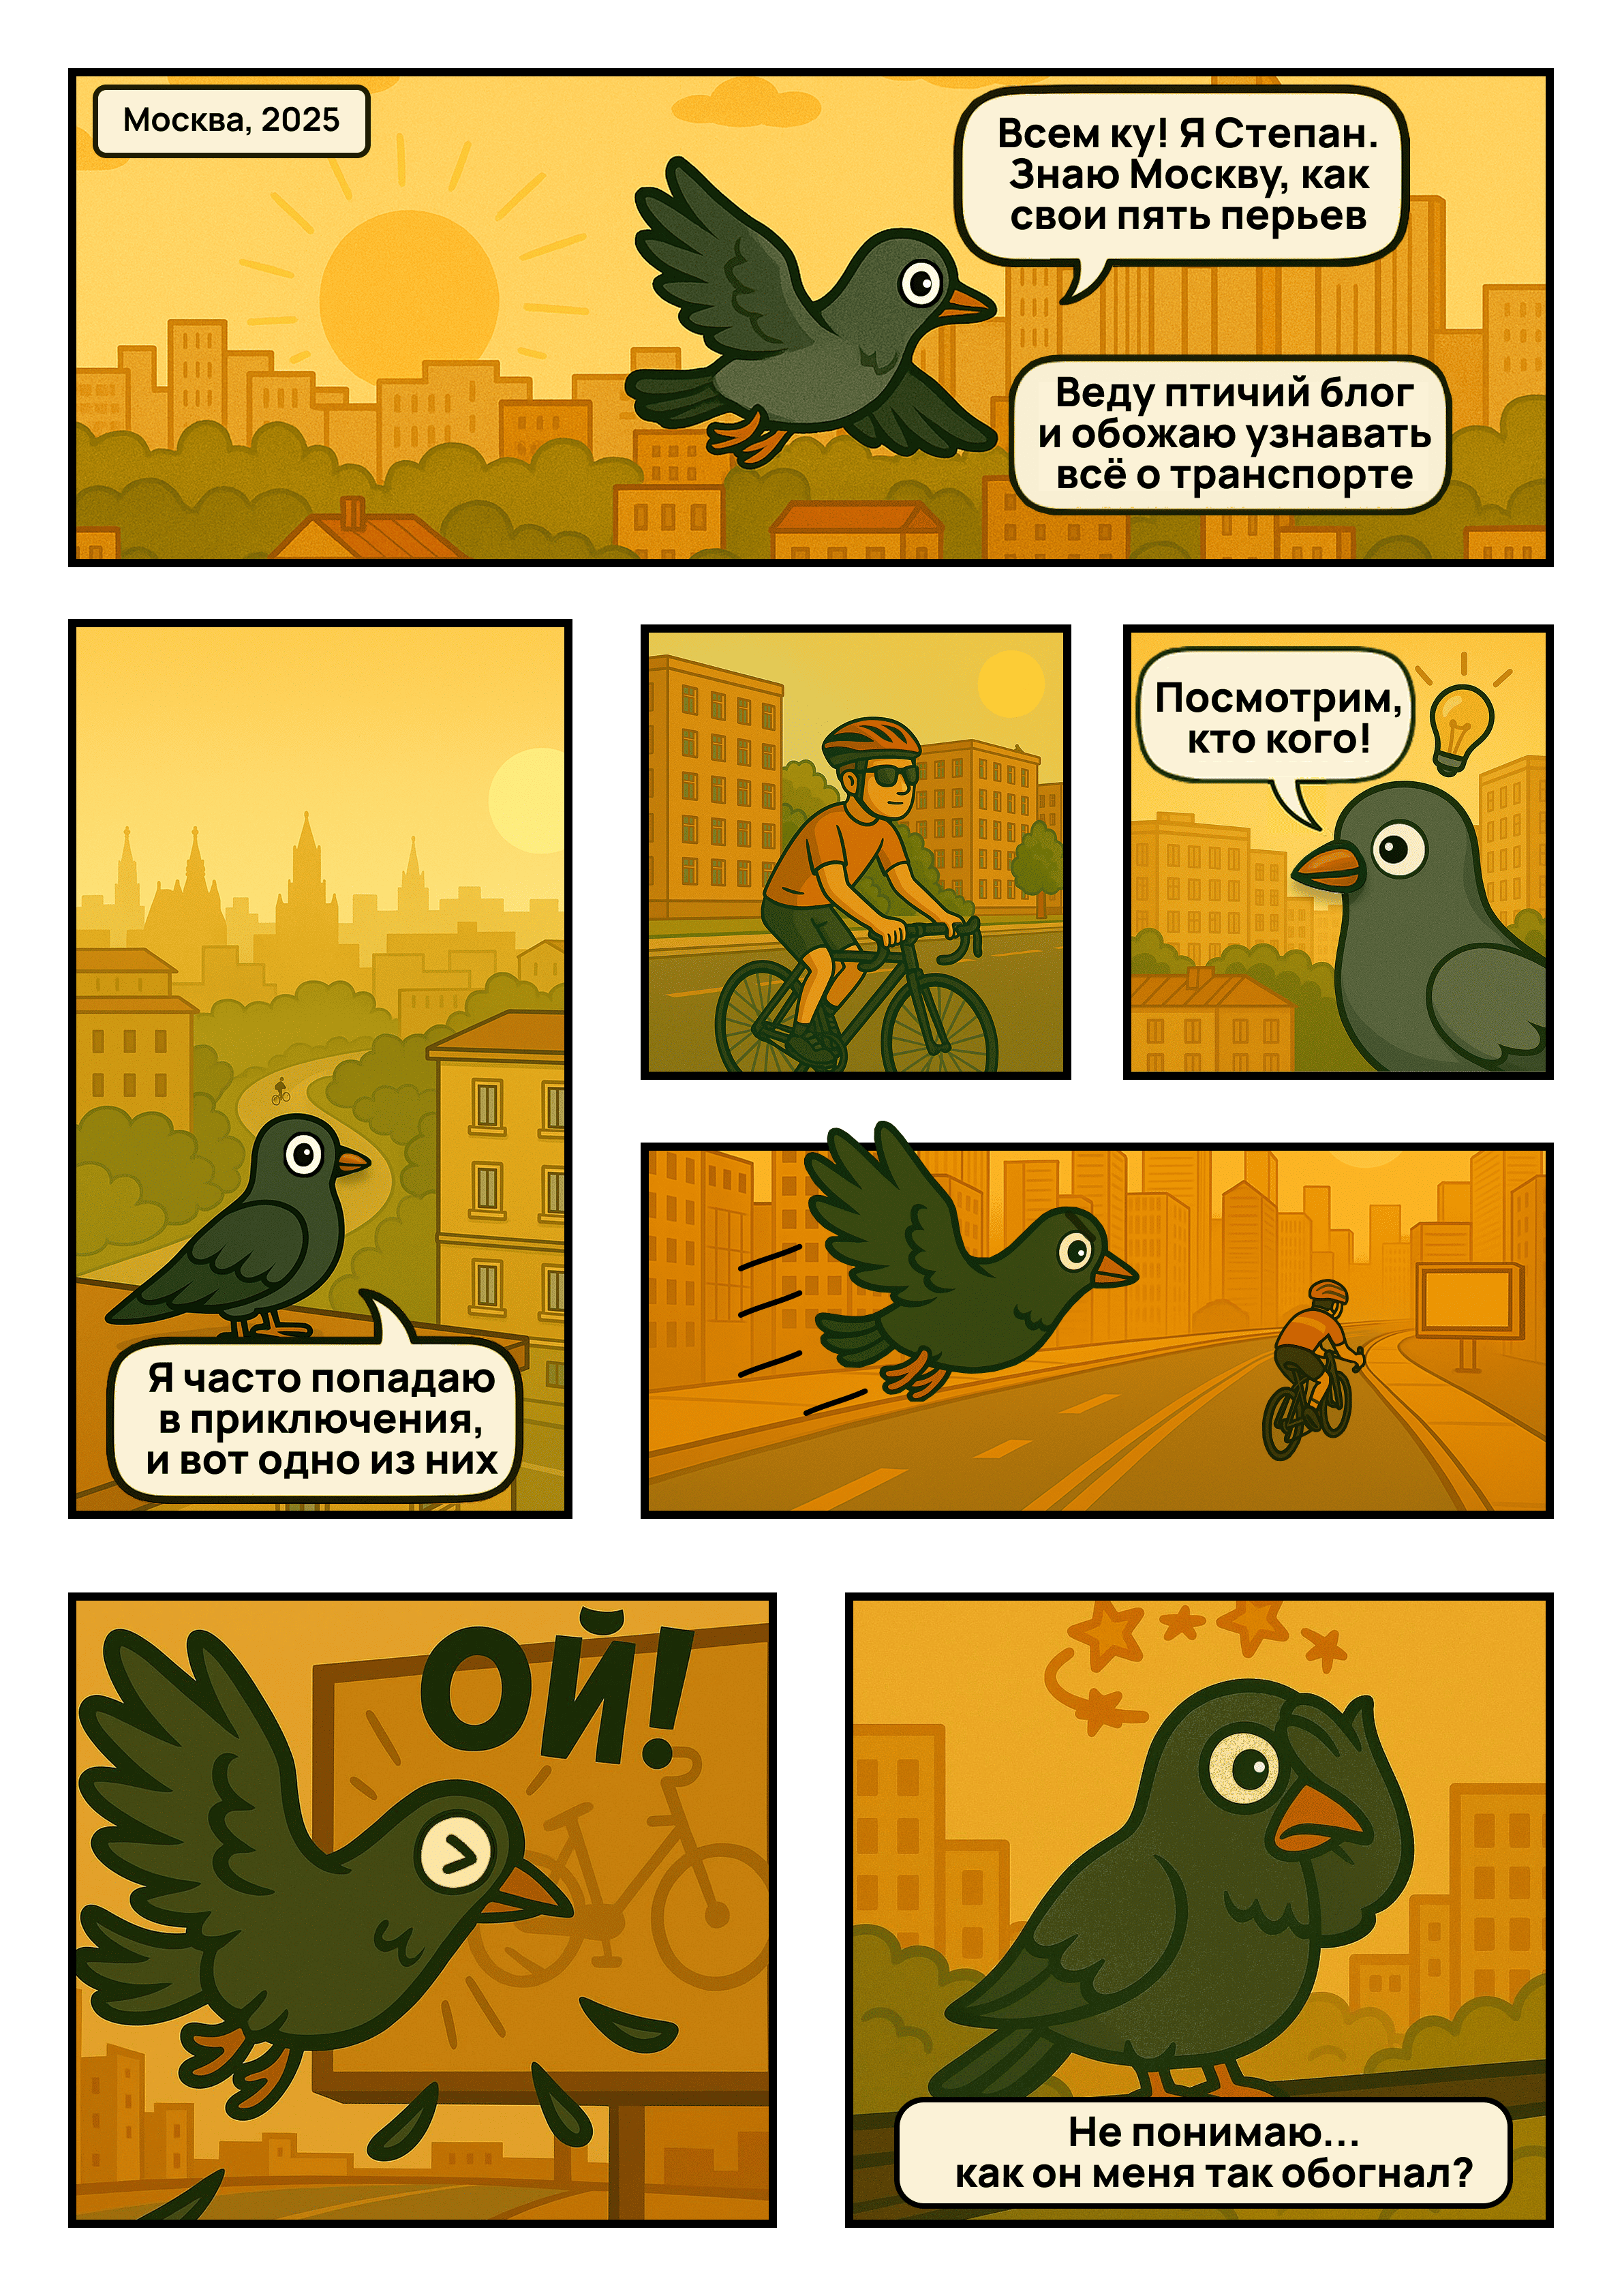 Москва, 2025
Всем ку! Я Степан.
Знаю Москву, как
свои пять перьев
Веду птичий блог
и обожаю узнавать
всё о транспорте
Я часто попадаю
в приключения,
и вот одно из них
Посмотрим,
кто кого!
ОЙ!
Не понимаю...
как он меня так обогнал?